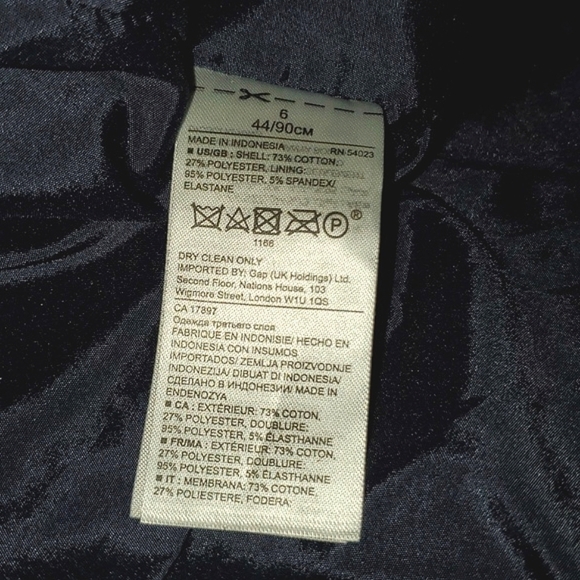 6
44/90CM
MADE IN INDONESIA RN-54023
■ US/GB : SHELL: 73% COTTON,
27% POLYESTER, LINING:
95% POLYESTER, 5% SPANDEX/
ELASTANE
P®
1166
DRY CLEAN ONLY
IMPORTED BY: Gap (UK Holdings) Ltd.
Second Floor, Nations House, 103
Wigmore Street, London W1U 1QS
CA 17897
Одежда третьего слоя
FABRIQUE EN INDONISIE/ HECHO EN
INDONESIA CON INSUMOS
IMPORTADOS/ ZEMLJA PROIZVODNJE
INDONEZIJA/ DIBUAT DI INDONESIA/
СДЕЛАНО В ИНДОНЕЗИИ/ MADE IN
ENDENOZYA
■ CA : EXTÉRIEUR: 73% COTON,
27% POLYESTER, DOUBLURE:
95% POLYESTER, 5% ÉLASTHANNE
■ FR/MA : EXTÉRIEUR: 73% COTON,
27% POLYESTER, DOUBLURE:
95% POLYESTER, 5% ÉLASTHANNE
■ IT : MEMBRANA: 73% COTONE,
27% POLIESTERE, FODERA: